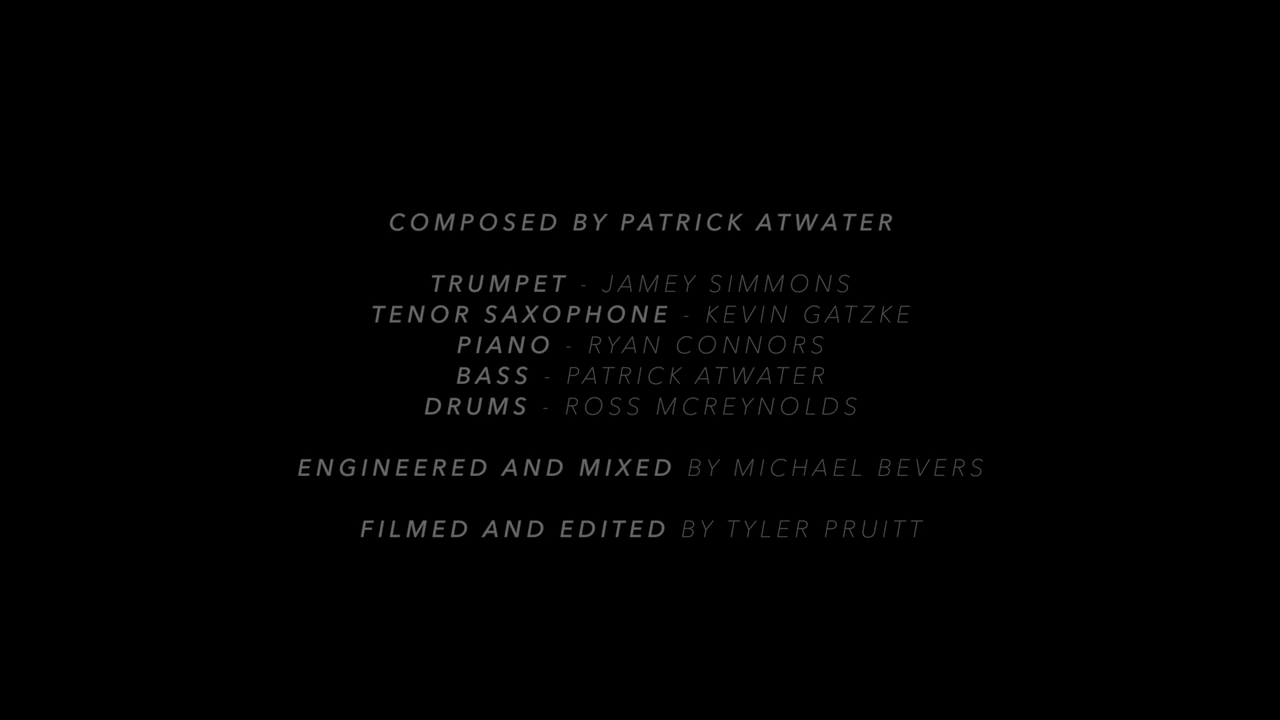 COMPOSED BY PATRICK ATWATER
TRUMPET - JAMEY SIMMONS
TENOR SAXOPHONE - KEVIN GATZKE
PIANO - RYAN CONNORS
BASS - PATRICK ATWATER
DRUMS - ROSS MCREYNOLDS
ENGINEERED AND MIXED BY MICHAEL BEVERS
FILMED AND EDITED BY TYLER PRUITT